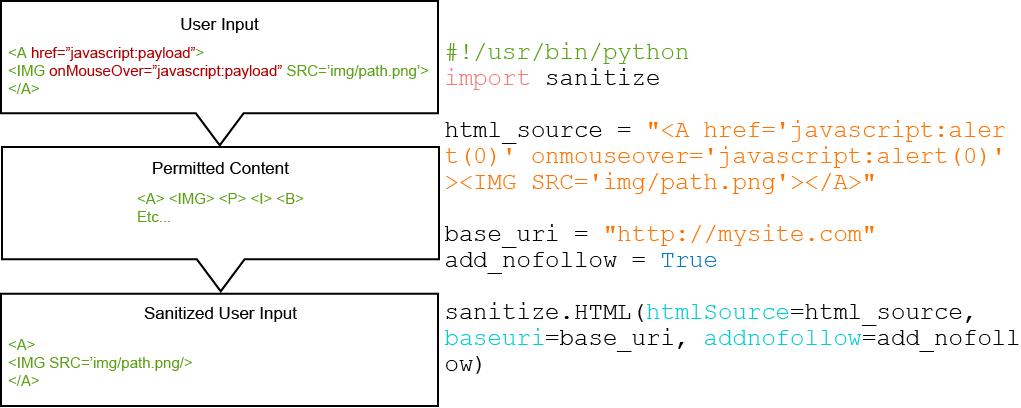 User Input
<A href=”javascript:payload”>
<IMG onMouseOver=”javascript:payload” SRC=’img/path.png’>
</A>
Permitted Content
<A> <IMG> <P> <I> <B>
Etc...
Sanitized User Input
<A>
<IMG SRC=’img/path.png/>
</A>
#!/usr/bin/python
import sanitize
html_source = "<A href='javascript:aler
t(0)' onmouseover='javascript:alert(0)'
><IMG SRC='img/path.png'></A>"
base_uri = "http://mysite.com"
add_nofollow = True
sanitize.HTML(htmlSource=html_source,
baseuri=base_uri, addnofollow=add_nofoll
ow)